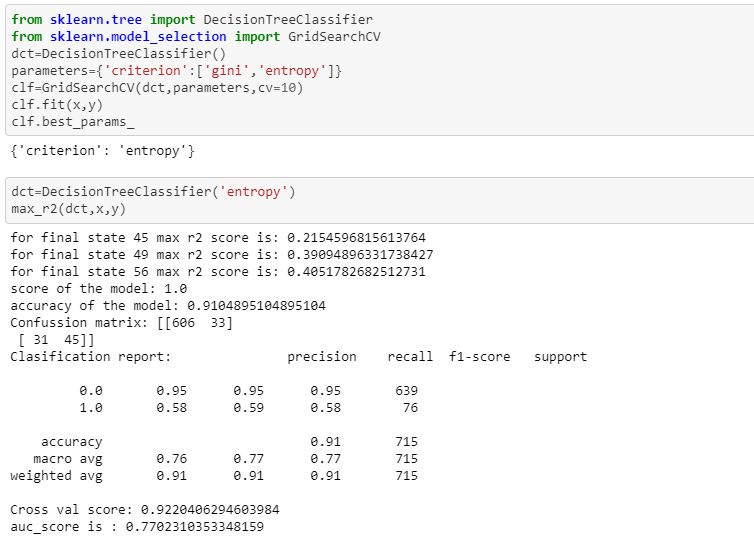 from sklearn.tree import DecisionTreeClassifier
from sklearn.model_selection import GridSearchCV
dct=DecisionTreeClassifier()
parameters={'criterion':['gini','entropy']}
clf=GridSearchCV(dct,parameters,cv=10)
clf.fit(x,y)
clf.best_params_
{'criterion': 'entropy'}
dct=DecisionTreeClassifier('entropy')
max_r2(dct,x,y)
for final state 45 max r2 score is: 0.2154596815613764
for final state 49 max r2 score is: 0.39094896331738427
for final state 56 max r2 score is: 0.4051782682512731
score of the model: 1.0
accuracy of the model: 0.9104895104895104
Confussion matrix: [[606  33]
 [ 31  45]]
Clasification report:               precision    recall  f1-score   support
         0.0       0.95      0.95      0.95       639
         1.0       0.58      0.59      0.58        76
    accuracy                           0.91       715
   macro avg       0.76      0.77      0.77       715
weighted avg       0.91      0.91      0.91       715
Cross val score: 0.9220406294603984
auc_score is : 0.7702310353348159